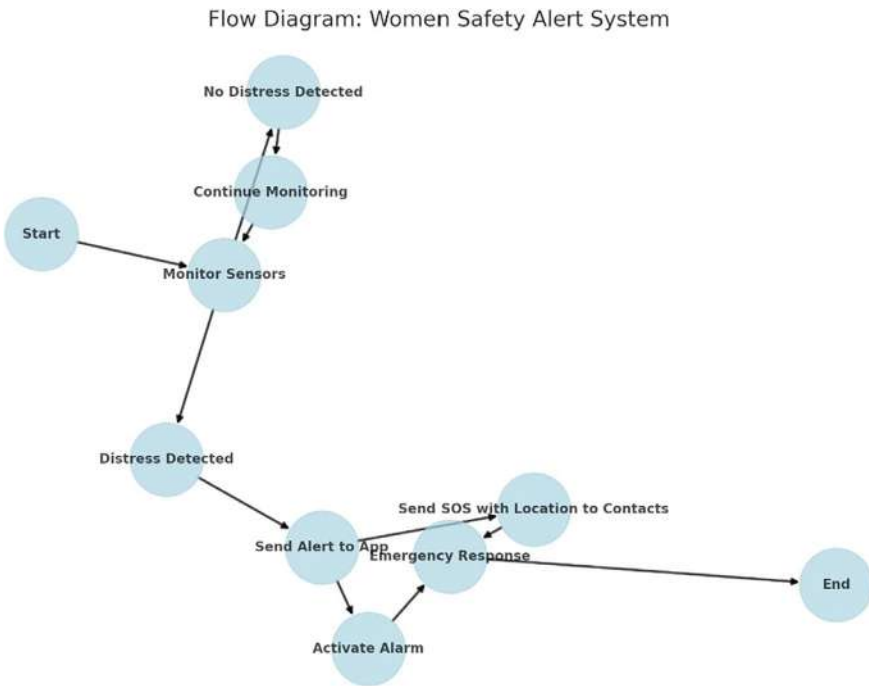 Flow Diagram: Women Safety Alert System
No Distress Detected
Continue Monitoring
Start
Monitor Sensors
Distress Detected
Send SOS with Location to Contacts
Send Alert to App
Emergency Response
End
Activate Alarm